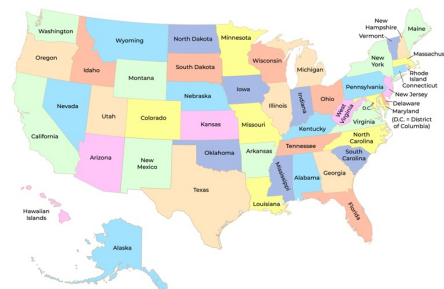 Washington
Oregon
California
Idaho
Nevada
Wyoming
Montana
Utah
Arizona
Colorado
New
Mexico
North Dakota
South Dakota
Nebraska
Kansas
Oklahoma
Texas
Minnesota
Iowa
Missouri
Arkansas
Louisiana
Wisconsin
Illinois
Michigan
Indiana
Ohio
Kentucky
Tennessee
Mississippi
Alabama
Georgia
Florida
South
Carolina
North
Carolina
Virginia
West
Virginia
D.C.
Pennsylvania
New
York
Vermont
New
Hampshire
Maine
Massachus
Rhode
Island
Connecticut
New Jersey
Delaware
Maryland
(D.C. = District
of Columbia)
Hawaiian
Islands
Alaska